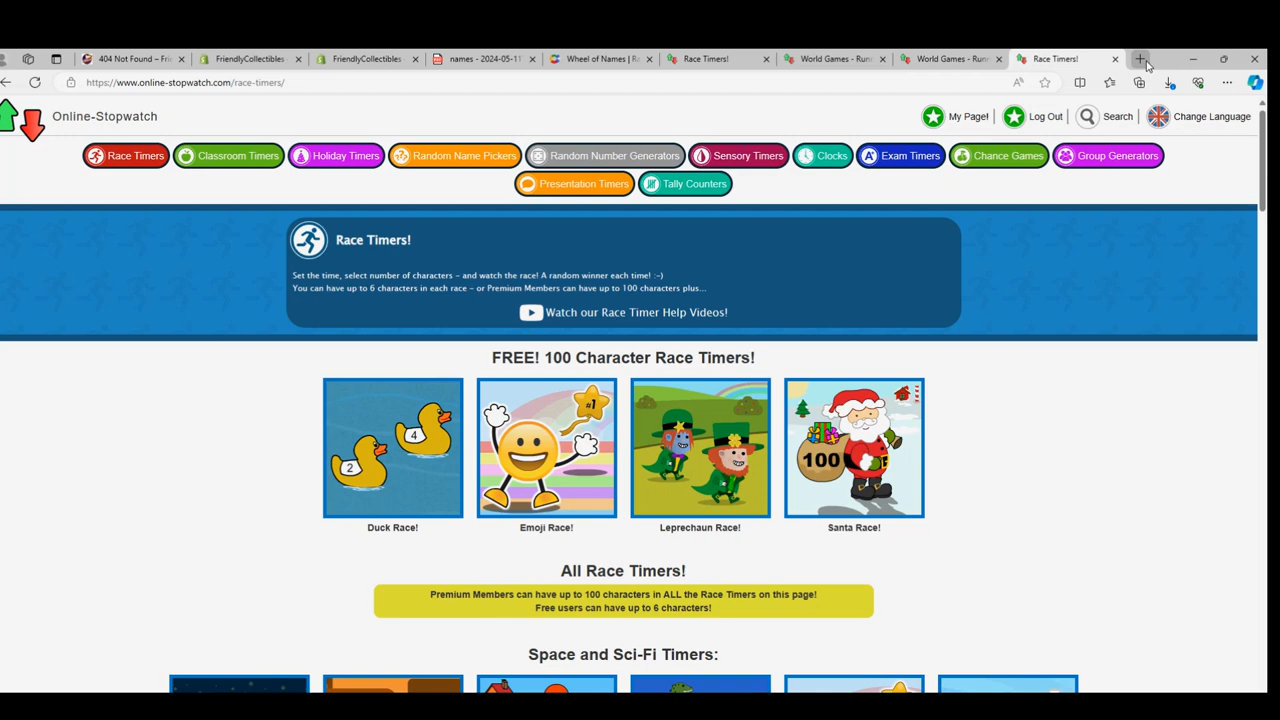 404 Not Found – Fri
FriendlyCollectibles
FriendlyCollectibles
names - 2024-05-11
Wheel of Names | R
Race Timers!
World Games - Runn
World Games - Runn
Race Timers!
https://www.online-stopwatch.com/race-timers/
Online-Stopwatch
My Page! |
Log Out |
Search |
Change Language
Race Timers
Classroom Timers
Holiday Timers
Random Name Pickers
Random Number Generators
Sensory Timers
Clocks
Exam Timers
Chance Games
Group Generators
Presentation Timers
Tally Counters
Race Timers!
Set the time, select number of characters - and watch the race! A random winner each time! :-)
You can have up to 6 characters in each race - or Premium Members can have up to 100 characters plus...
Watch our Race Timer Help Videos!
FREE! 100 Character Race Timers!
2
4
#1
100
Duck Race!
Emoji Race!
Leprechaun Race!
Santa Race!
All Race Timers!
Premium Members can have up to 100 characters in ALL the Race Timers on this page!
Free users can have up to 6 characters!
Space and Sci-Fi Timers: